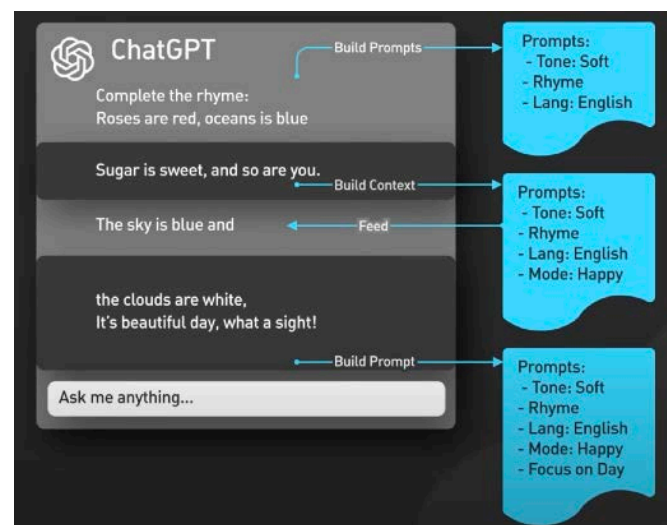 ChatGPT
Complete the rhyme:
Roses are red, oceans is blue
Build Prompts
Prompts:
- Tone: Soft
- Rhyme
- Lang: English
Sugar is sweet, and so are you.
Build Context
Prompts:
- Tone: Soft
- Rhyme
- Lang: English
- Mode: Happy
The sky is blue and
Feed
the clouds are white,
It's beautiful day, what a sight!
Build Prompt
Prompts:
- Tone: Soft
- Rhyme
- Lang: English
- Mode: Happy
- Focus on Day
Ask me anything...